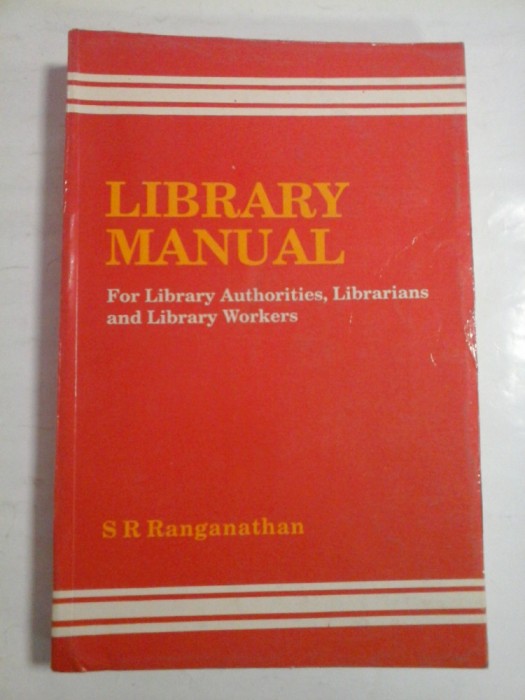 LIBRARY
MANUAL
For Library Authorities, Librarians
and Library Workers
S R Ranganathan